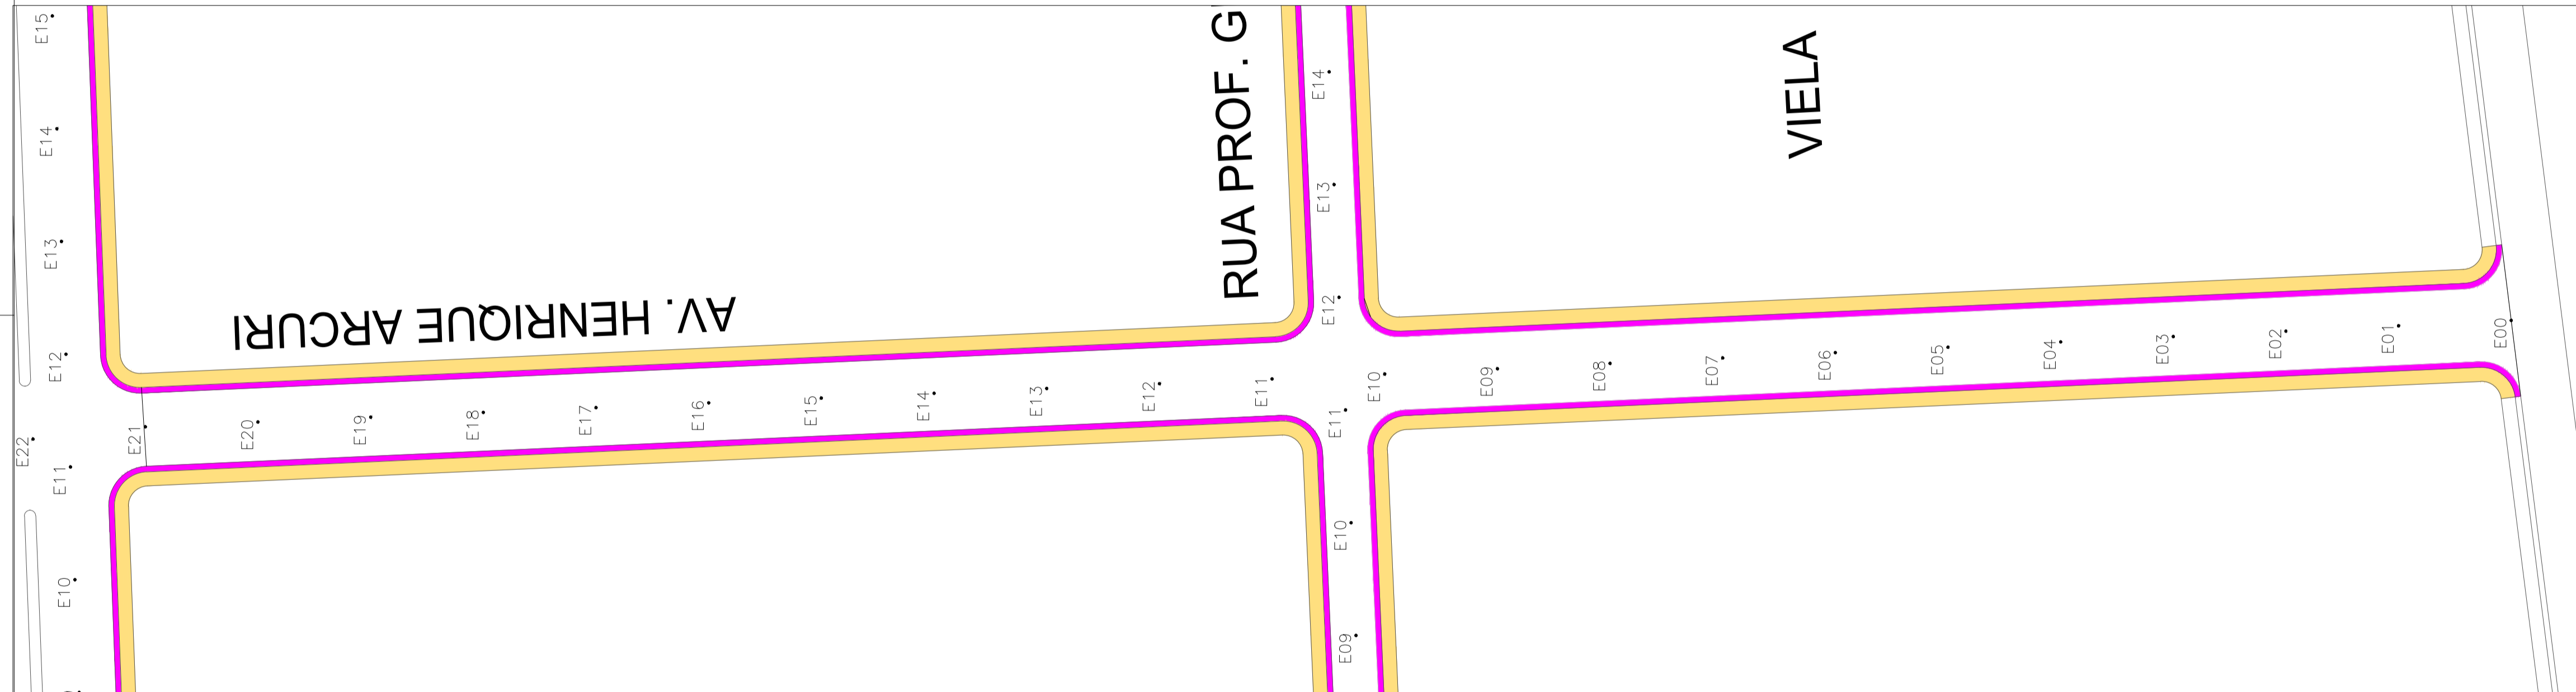 E15
E14
E13
E12
E11
E10
AV. HENRIQUE ARCURI
RUA PROF. G
VIELA
E14
E13
E12
E11
E10
E09
E22
E21
E20
E19
E18
E17
E16
E15
E14
E13
E12
E11
E10
E09
E08
E07
E06
E05
E04
E03
E02
E01
E00